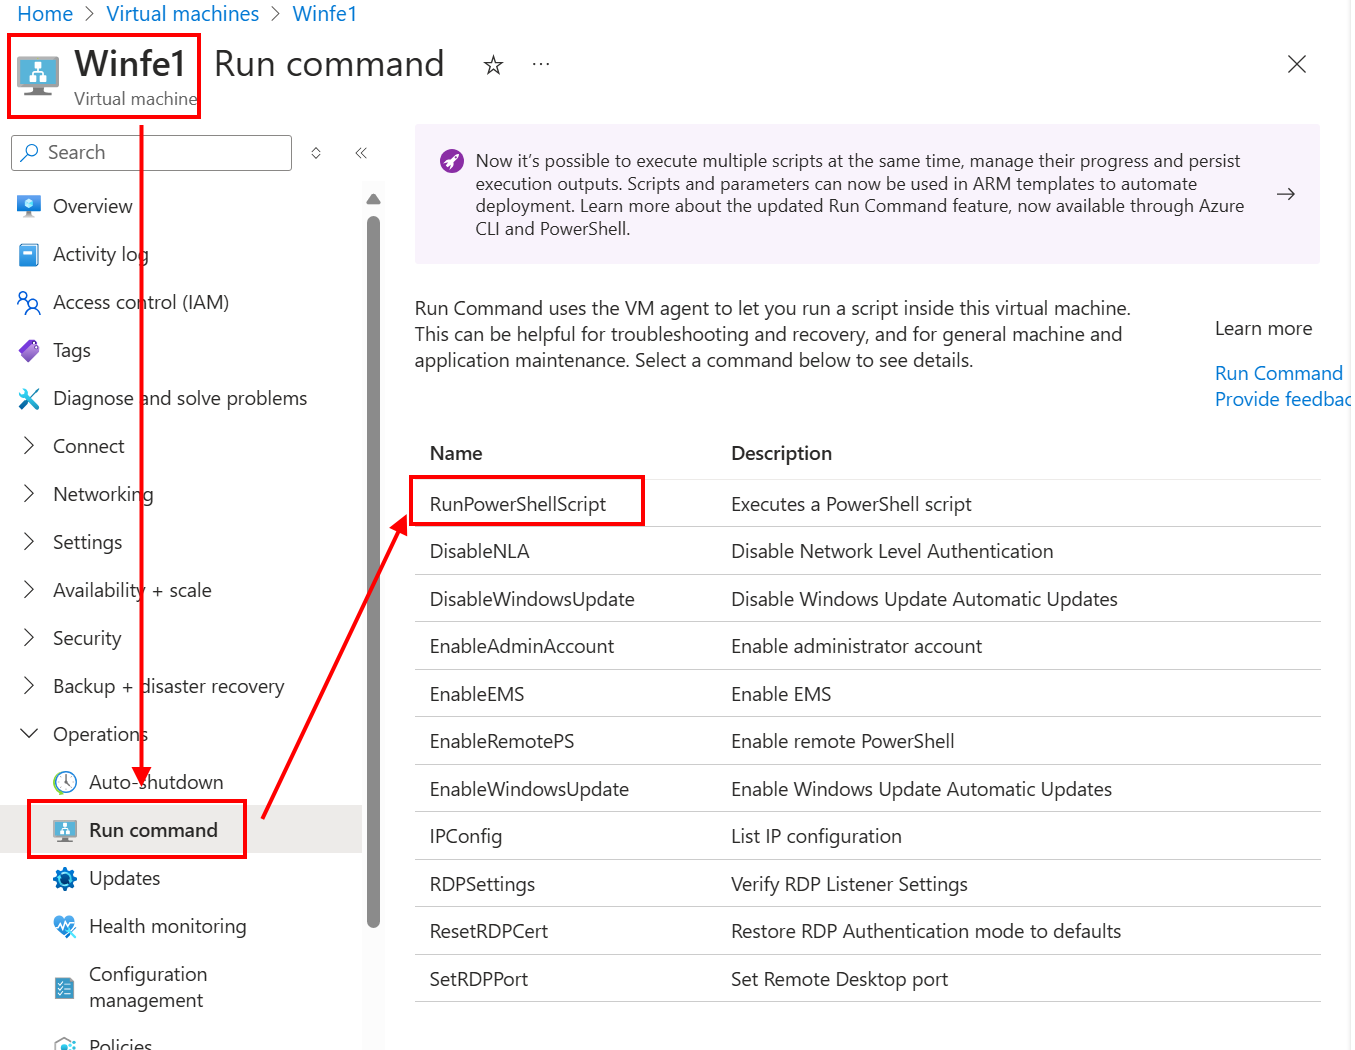 Home > Virtual machines > Winfe1
Winfe1 Run command ☆ ···
Virtual machine
Search
Now it's possible to execute multiple scripts at the same time, manage their progress and persist
execution outputs. Scripts and parameters can now be used in ARM templates to automate
deployment. Learn more about the updated Run Command feature, now available through Azure
CLI and PowerShell.
Overview
Activity log
Access control (IAM)
Tags
Diagnose and solve problems
Connect
Networking
Settings
Availability + scale
Security
Backup + disaster recovery
Operations
Auto-shutdown
Run command
Updates
Health monitoring
Configuration
management
Policies
Run Command uses the VM agent to let you run a script inside this virtual machine.
This can be helpful for troubleshooting and recovery, and for general machine and
application maintenance. Select a command below to see details.
Learn more
Run Command
Provide feedbac
Name Description
RunPowerShellScript Executes a PowerShell script
DisableNLA Disable Network Level Authentication
DisableWindowsUpdate Disable Windows Update Automatic Updates
EnableAdminAccount Enable administrator account
EnableEMS Enable EMS
EnableRemotePS Enable remote PowerShell
EnableWindowsUpdate Enable Windows Update Automatic Updates
IPConfig List IP configuration
RDPSettings Verify RDP Listener Settings
ResetRDPCert Restore RDP Authentication mode to defaults
SetRDPPort Set Remote Desktop port